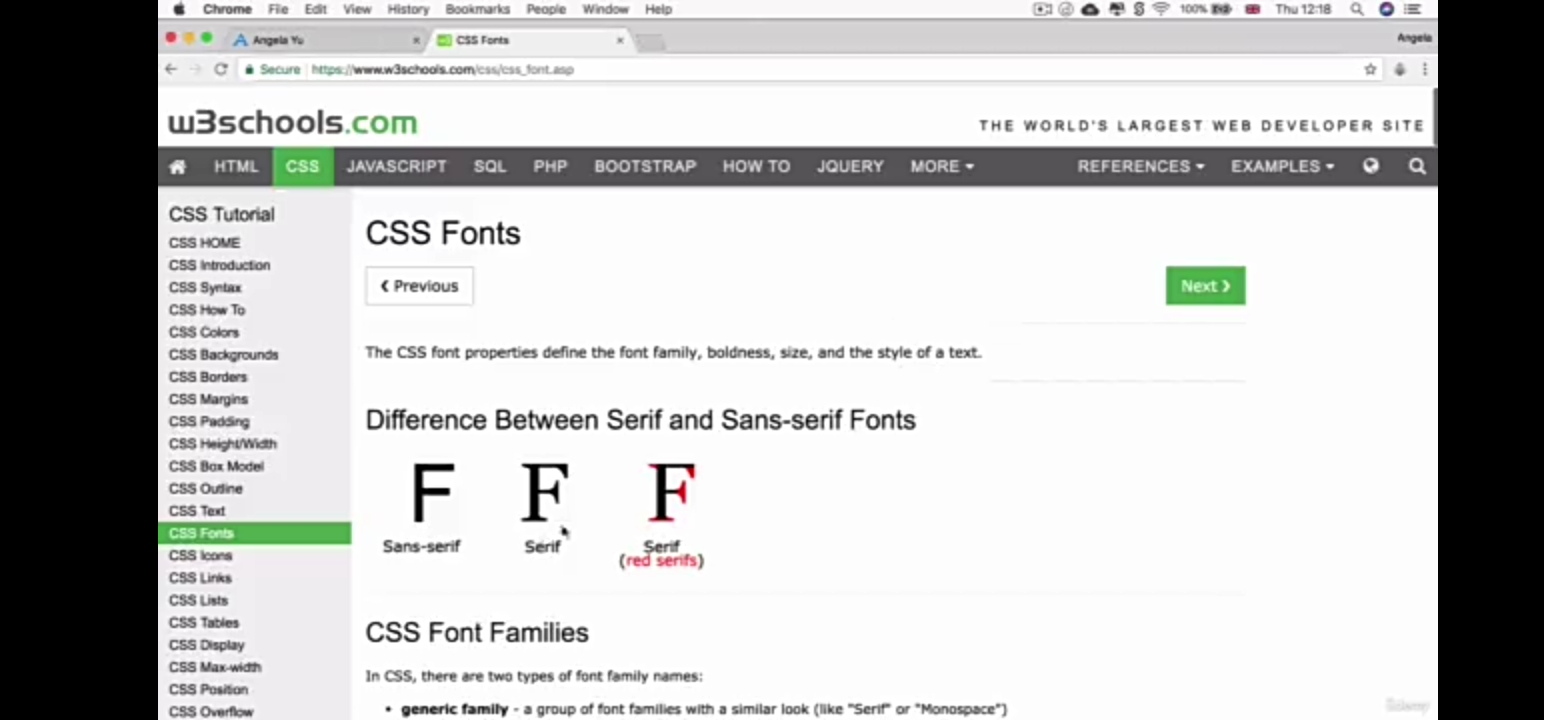 Chrome File Edit View History Bookmarks People Window Help 100% Thu 12:18
Angela Yu CSS Fonts Angela
Secure https://www.w3schools.com/css/css_font.asp
w3schools.com THE WORLD'S LARGEST WEB DEVELOPER SITE
HTML CSS JAVASCRIPT SQL PHP BOOTSTRAP HOW TO JQUERY MORE REFERENCES EXAMPLES
CSS Tutorial
CSS HOME
CSS Introduction
CSS Syntax
CSS How To
CSS Colors
CSS Backgrounds
CSS Borders
CSS Margins
CSS Padding
CSS Height/Width
CSS Box Model
CSS Outline
CSS Text
CSS Fonts
CSS Icons
CSS Links
CSS Lists
CSS Tables
CSS Display
CSS Max-width
CSS Position
CSS Overflow
CSS Fonts
❮ Previous Next ❯
The CSS font properties define the font family, boldness, size, and the style of a text.
Difference Between Serif and Sans-serif Fonts
F F F
Sans-serif Serif Serif
(red serifs)
CSS Font Families
In CSS, there are two types of font family names:
• generic family - a group of font families with a similar look (like "Serif" or "Monospace")
Udemy